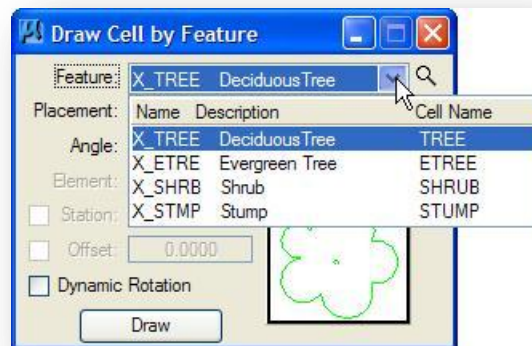 Draw Cell by Feature
Feature: X_TREE DeciduousTree
Placement: Name Description Cell Name
Angle: X_TREE DeciduousTree TREE
X_ETRE Evergreen Tree ETREE
Element: X_SHRB Shrub SHRUB
Station: X_STMP Stump STUMP
Offset: 0.0000
Dynamic Rotation
Draw